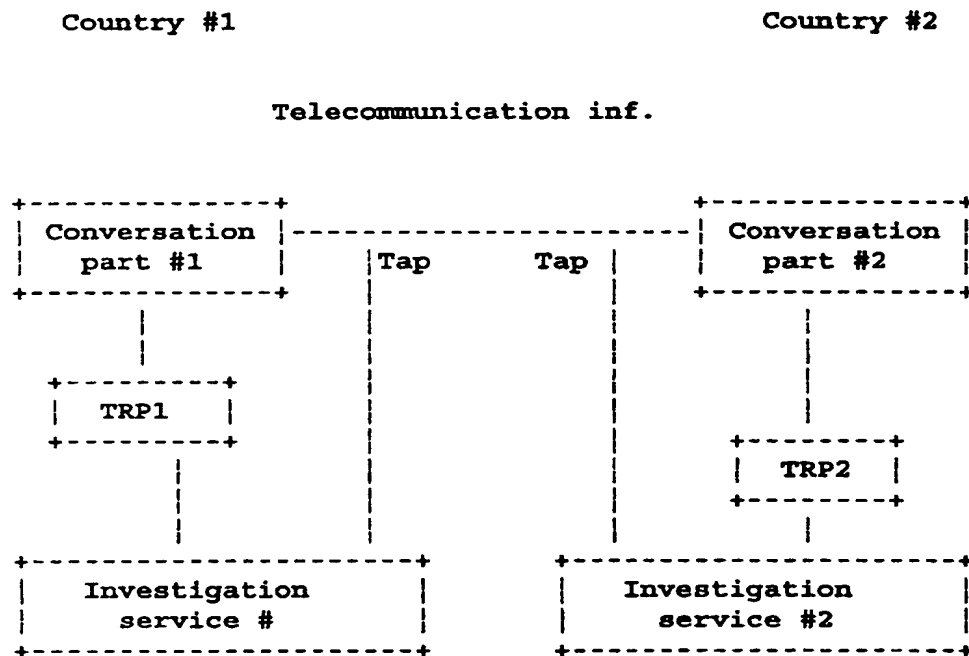 Country #1 Country #2
Telecommunication inf.
Conversation Conversation
part #1 Tap Tap part #2
TRP1
TRP2
Investigation Investigation
service # service #2